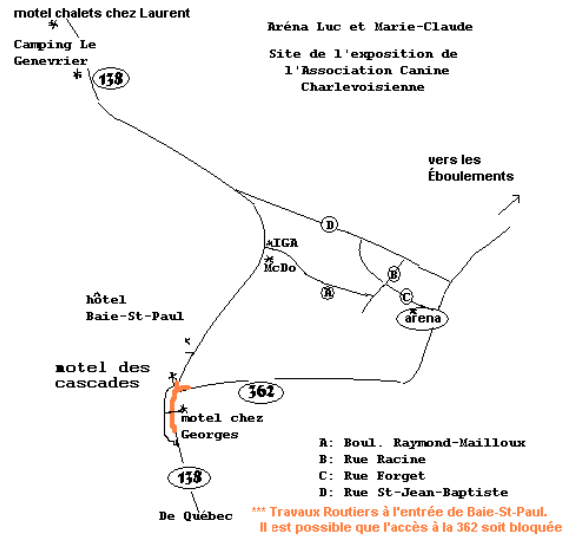 motel chalets chez Laurent
Camping Le
Genevrier
138
Aréna Luc et Marie-Claude
Site de l'exposition de
l'Association Canine
Charlevoisienne
vers les
Éboulements
D
IGA
McDo
B
A
C
arena
hôtel
Baie-St-Paul
motel des
cascades
362
motel chez
Georges
138
De Québec
A: Boul. Raymond-Mailloux
B: Rue Racine
C: Rue Forget
D: Rue St-Jean-Baptiste
*** Travaux Routiers à l'entrée de Baie-St-Paul.
Il est possible que l'accès à la 362 soit bloquée